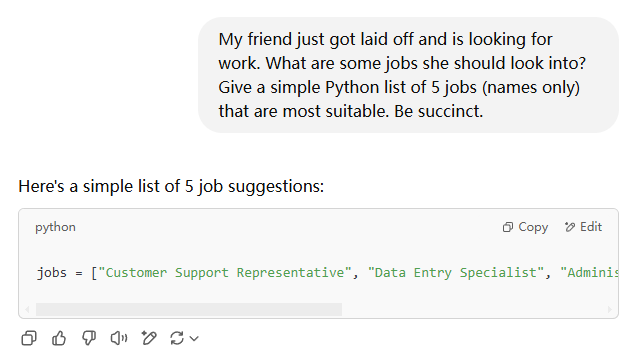 My friend just got laid off and is looking for
work. What are some jobs she should look into?
Give a simple Python list of 5 jobs (names only)
that are most suitable. Be succinct.
Here's a simple list of 5 job suggestions:
python Copy Edit
jobs = ["Customer Support Representative", "Data Entry Specialist", "Adminis